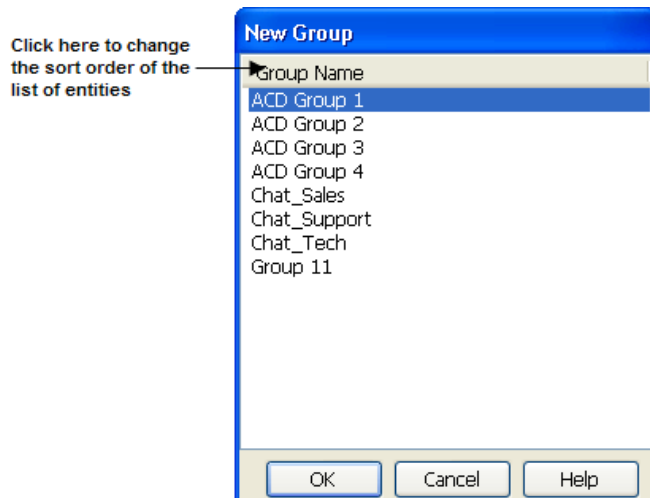 Click here to change
the sort order of the
list of entities
New Group
Group Name
ACD Group 1
ACD Group 2
ACD Group 3
ACD Group 4
Chat_Sales
Chat_Support
Chat_Tech
Group 11
OK
Cancel
Help